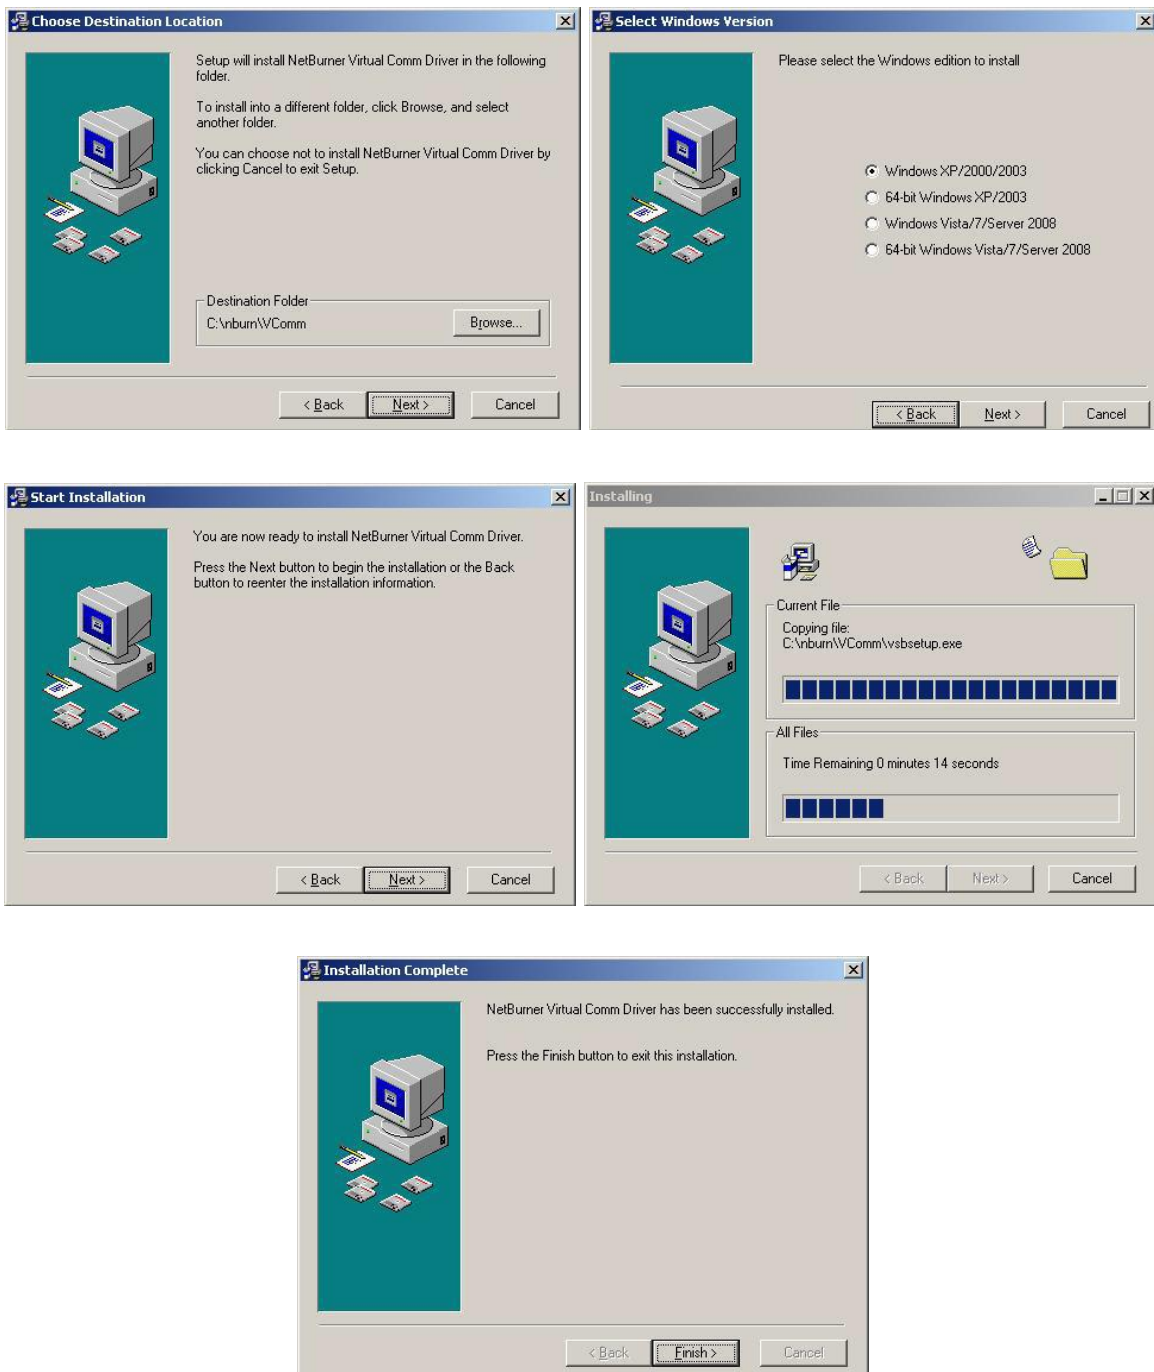 Choose Destination Location
Setup will install NetBurner Virtual Comm Driver in the following
folder.
To install into a different folder, click Browse, and select
another folder.
You can choose not to install NetBurner Virtual Comm Driver by
clicking Cancel to exit Setup.
Destination Folder
C:\nburn\VComm
Browse...
< Back
Next >
Cancel
Select Windows Version
Please select the Windows edition to install
Windows XP/2000/2003
64-bit Windows XP/2003
Windows Vista/7/Server 2008
64-bit Windows Vista/7/Server 2008
< Back
Next >
Cancel
Start Installation
You are now ready to install NetBurner Virtual Comm Driver.
Press the Next button to begin the installation or the Back
button to reenter the installation information.
< Back
Next >
Cancel
Installing
Current File
Copying file:
C:\nburn\VComm\vsbsetup.exe
All Files
Time Remaining 0 minutes 14 seconds
< Back
Next >
Cancel
Installation Complete
NetBurner Virtual Comm Driver has been successfully installed.
Press the Finish button to exit this installation.
< Back
Finish >
Cancel